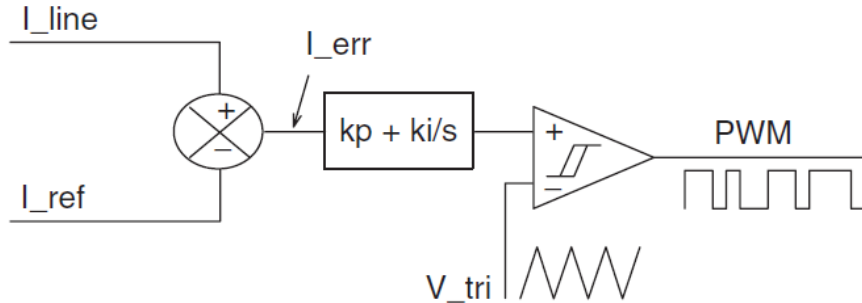 I_line
I_err
+
−
kp + ki/s
+
−
PWM
I_ref
V_tri